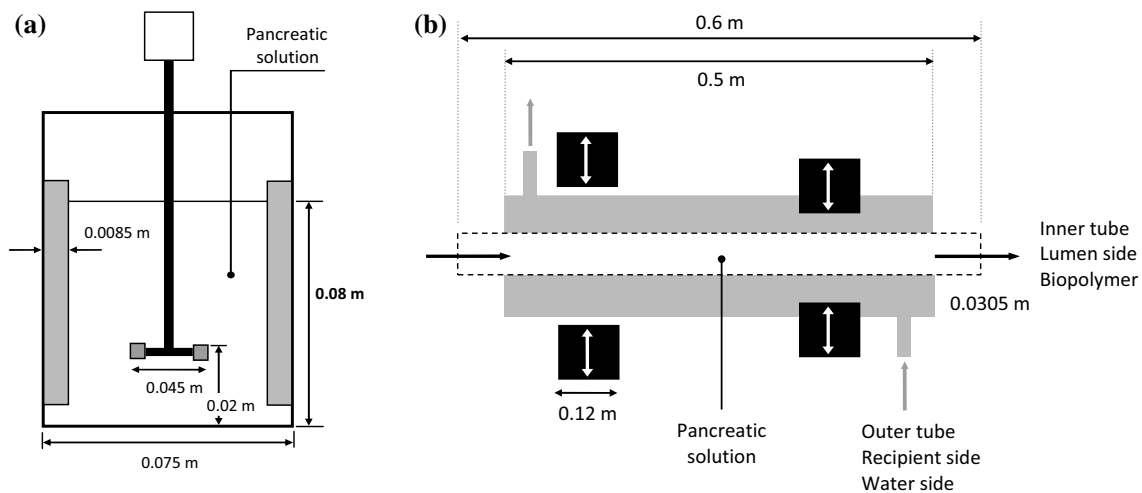 (a)
Pancreatic
solution
0.0085 m
0.08 m
0.045 m
0.02 m
0.075 m
(b)
0.6 m
0.5 m
Inner tube
Lumen side
Biopolymer
0.0305 m
0.12 m
Pancreatic
solution
Outer tube
Recipient side
Water side